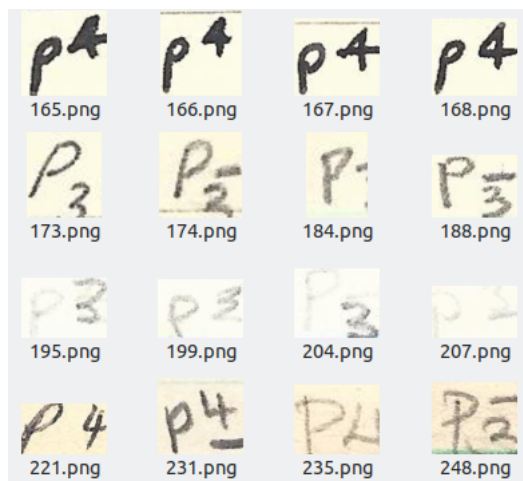 p4 p4 p4 p4
165.png 166.png 167.png 168.png
P3 P2 P P3
173.png 174.png 184.png 188.png
p3 p3 P3 p3
195.png 199.png 204.png 207.png
P4 p4 P4 P2
221.png 231.png 235.png 248.png